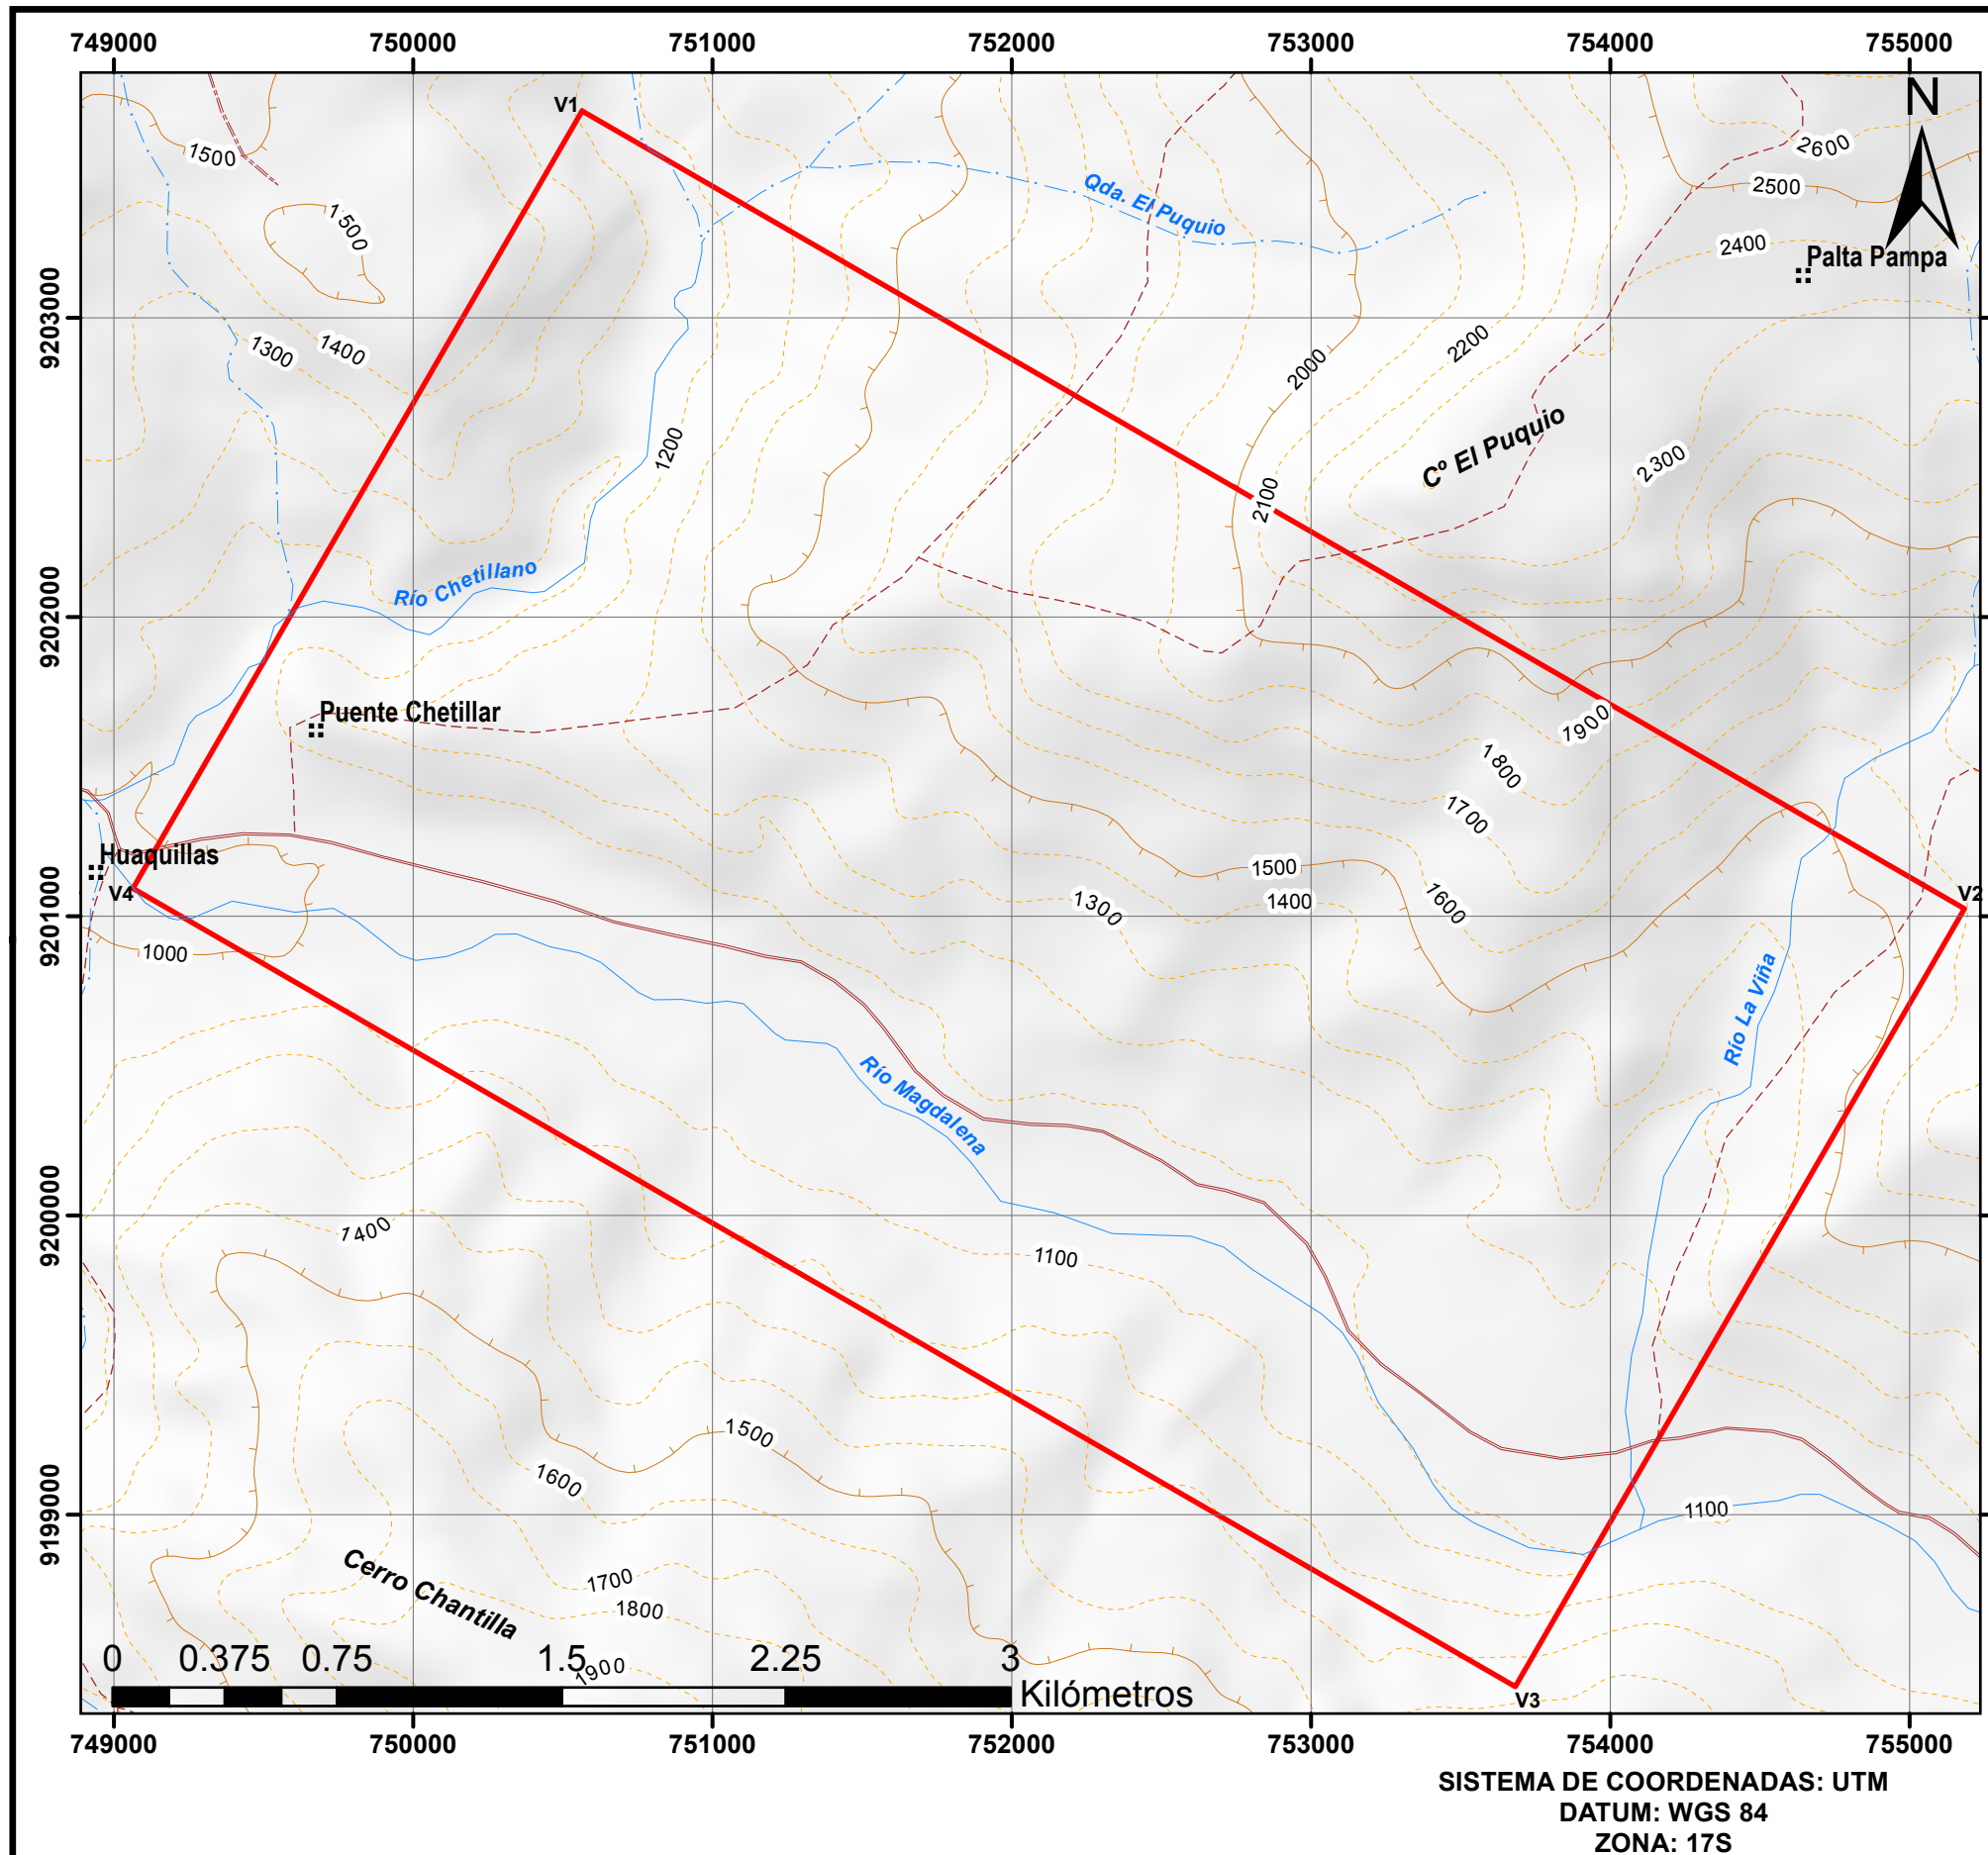 749000 750000 751000 752000 753000 754000 755000
V1
N
1500
2600
2500
Qda. El Puquio
1500
2400
Palta Pampa
9203000
1300
1400
2200
2000
1200
Cº El Puquio
2300
2100
Río Chetillano
9202000
Puente Chetillar
1900
1800
1700
Huaquillas
1500
V4
1300
1400
1600
V2
9201000
1000
Río La Viña
Río Magdalena
9200000
1400
1100
1500
1600
9199000
1100
Cerro Chantilla
1700
1800
0 0.375 0.75 1.5 2.25 3
1900
Kilómetros
V3
749000 750000 751000 752000 753000 754000 755000
SISTEMA DE COORDENADAS: UTM
DATUM: WGS 84
ZONA: 17S